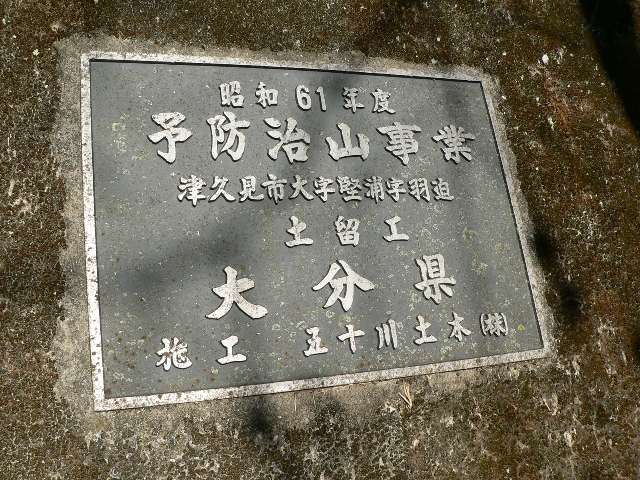 昭和61年度
予防治山事業
津久見市大字堅浦字羽迫
土留工
大分県
施工 五十川土木(株)